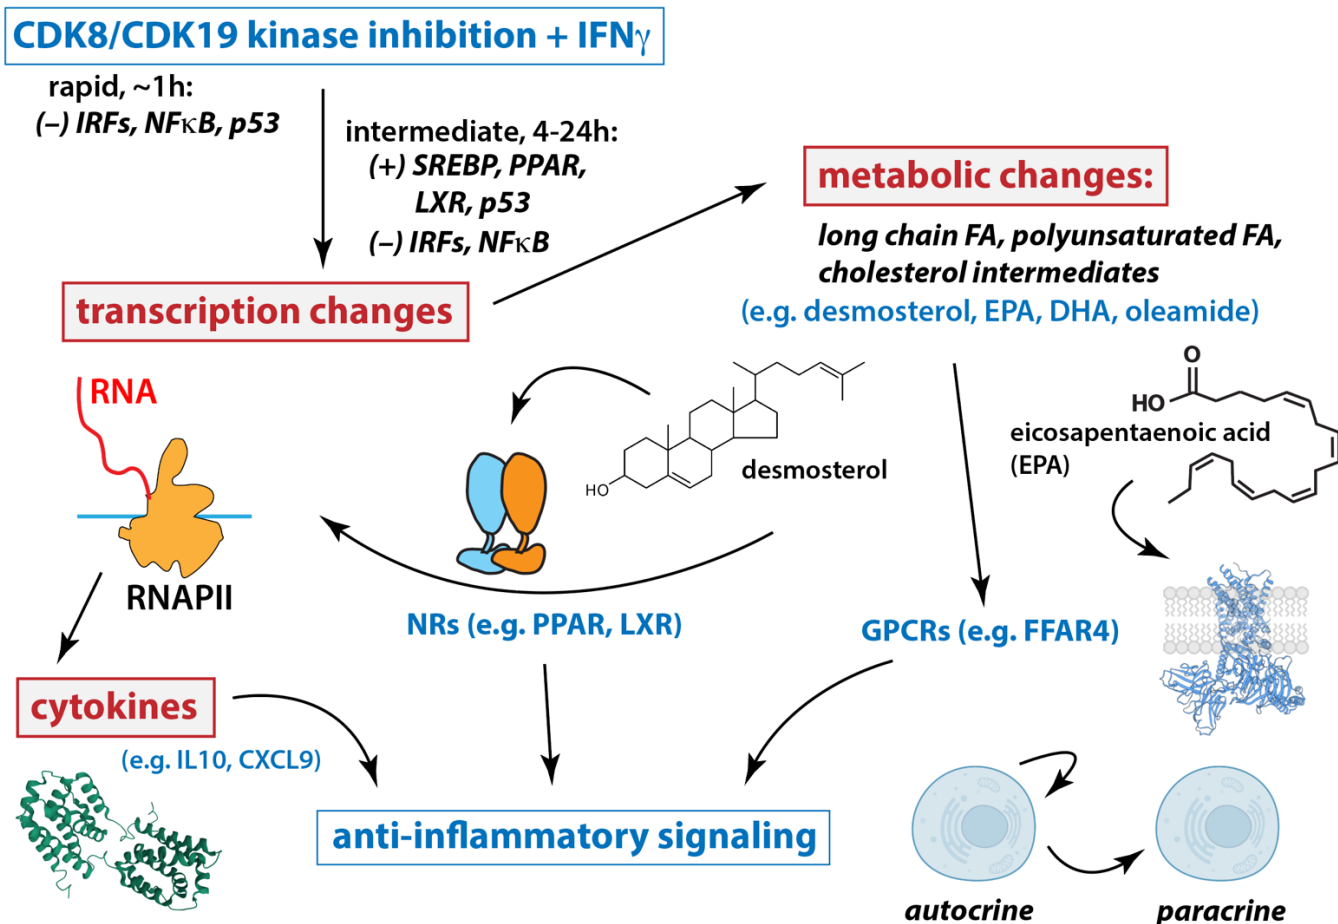 CDK8/CDK19 kinase inhibition + IFNγ
rapid, ~1h:
(–) IRFs, NFκB, p53
intermediate, 4-24h:
(+) SREBP, PPAR,
LXR, p53
(–) IRFs, NFκB
transcription changes
metabolic changes:
long chain FA, polyunsaturated FA,
cholesterol intermediates
(e.g. desmosterol, EPA, DHA, oleamide)
RNA
RNAPII
HO
desmosterol
O
HO
eicosapentaenoic acid
(EPA)
NRs (e.g. PPAR, LXR)
GPCRs (e.g. FFAR4)
cytokines
(e.g. IL10, CXCL9)
anti-inflammatory signaling
autocrine
paracrine